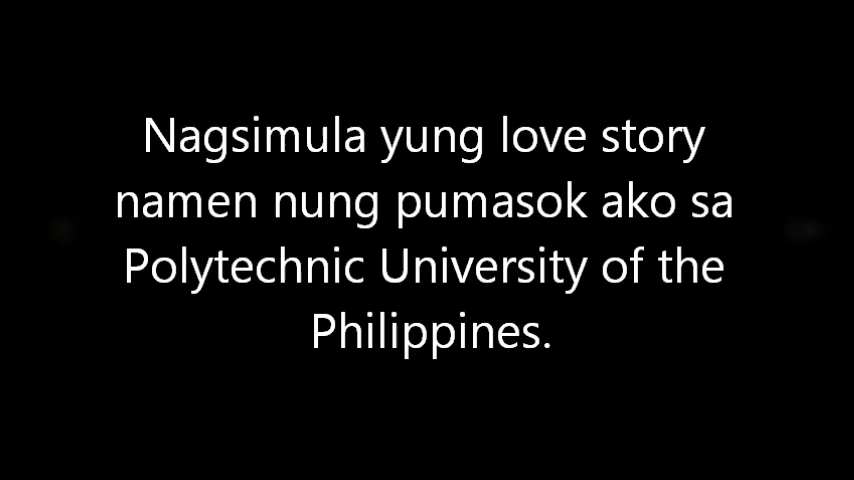 Nagsimula yung love story
namen nung pumasok ako sa
Polytechnic University of the
Philippines.